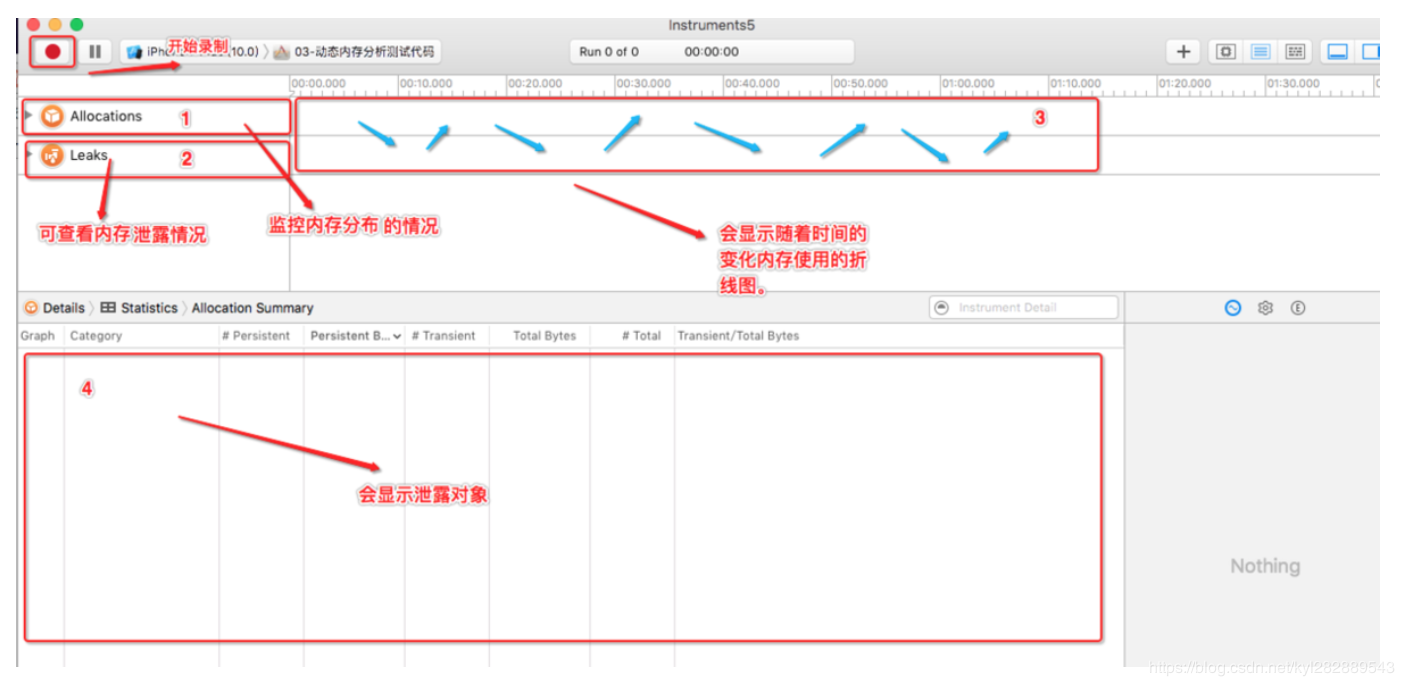 Instruments5
iPh
10.0) 〉 03-动态内存分析测试代码
开始录制
Run 0 of 0 00:00:00
00:00.000 00:10.000 00:20.000 00:30.000 00:40.000 00:50.000 01:00.000 01:10.000 01:20.000 01:30.000
Allocations 1
3
Leaks 2
可查看内存泄露情况
监控内存分布的情况
会显示随着时间的
变化内存使用的折
线图。
Details 〉 Statistics 〉 Allocation Summary
Instrument Detail
Graph Category # Persistent Persistent B... # Transient Total Bytes # Total Transient/Total Bytes
4
会显示泄露对象
Nothing
https://blog.csdn.net/kyl282889543